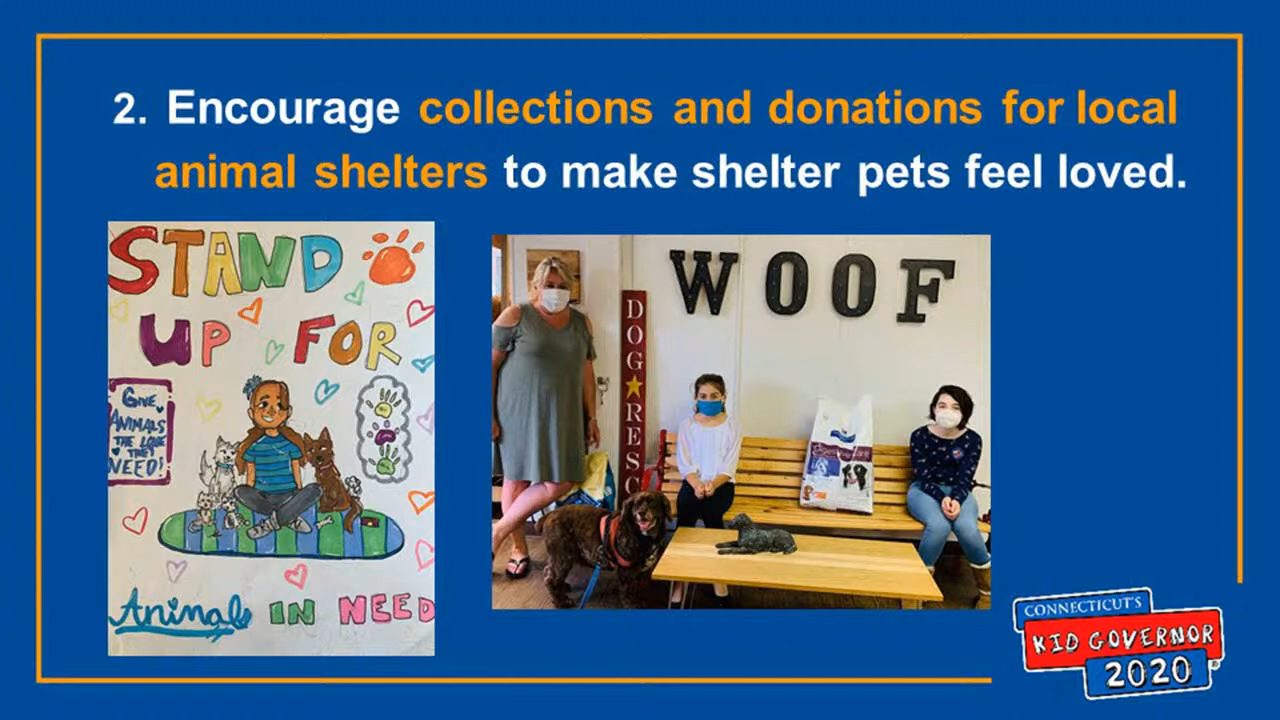 2. Encourage collections and donations for local
animal shelters to make shelter pets feel loved.
STAND
UP FOR
GIVE
ANIMALS
THE LOVE
THEY
NEED!
Animals IN NEED
WOOF
DOG★RESC
CONNECTICUT'S
KID GOVERNOR
2020